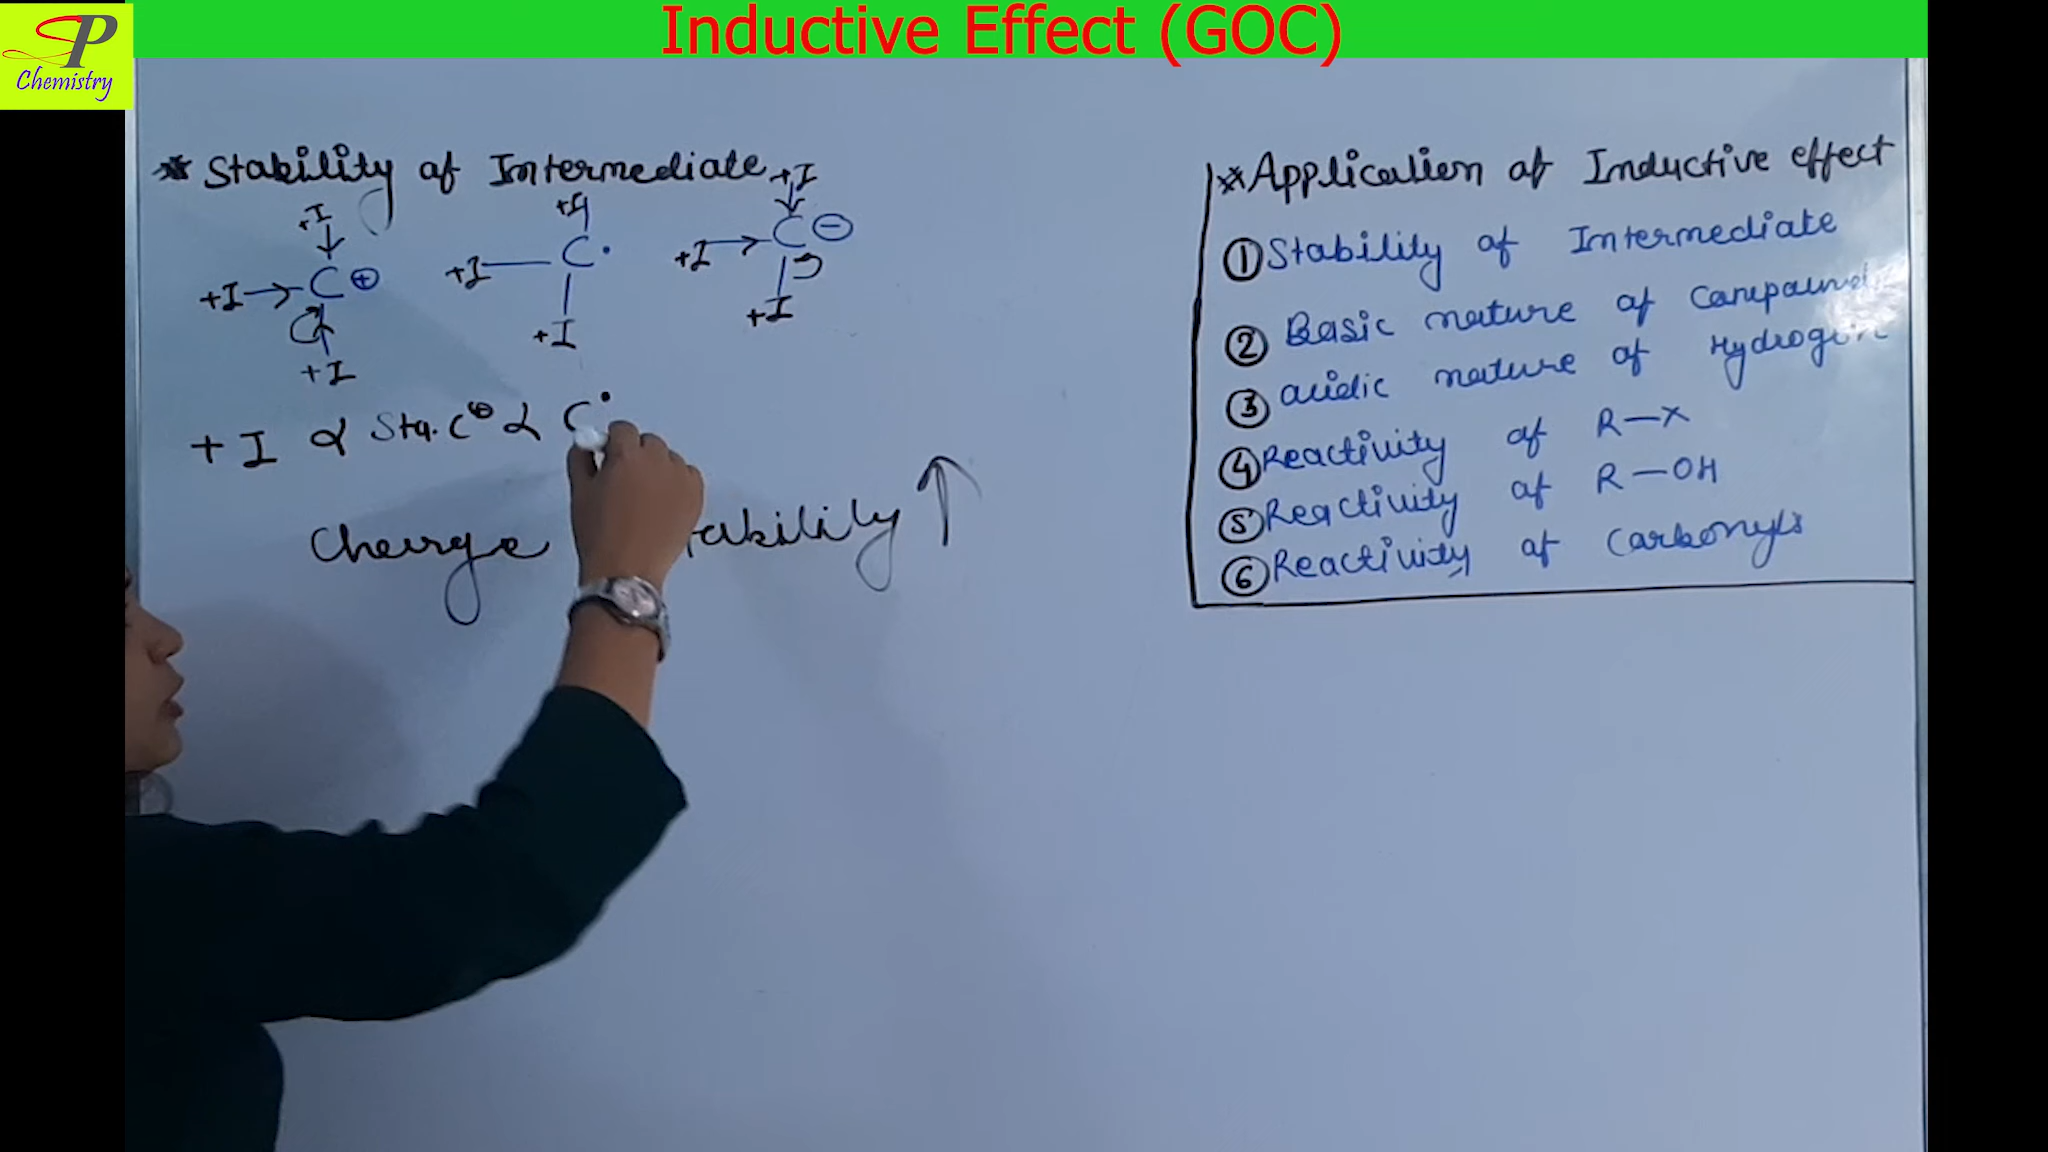 Inductive Effect (GOC)
SP
Chemistry
* Stability of Intermediate
+I
+I → C ⊕
+I
+I
+I — C •
+I
+I
+I → C ⊖
+I
+I ∝ Sta. C⊕ ∝ C•
Charge
tability ↑
* Application of Inductive effect
① Stability of Intermediate
② Basic nature of Compound
③ acidic nature of Hydrogen
④ Reactivity of R—X
⑤ Reactivity of R—OH
⑥ Reactivity of Carbonyls